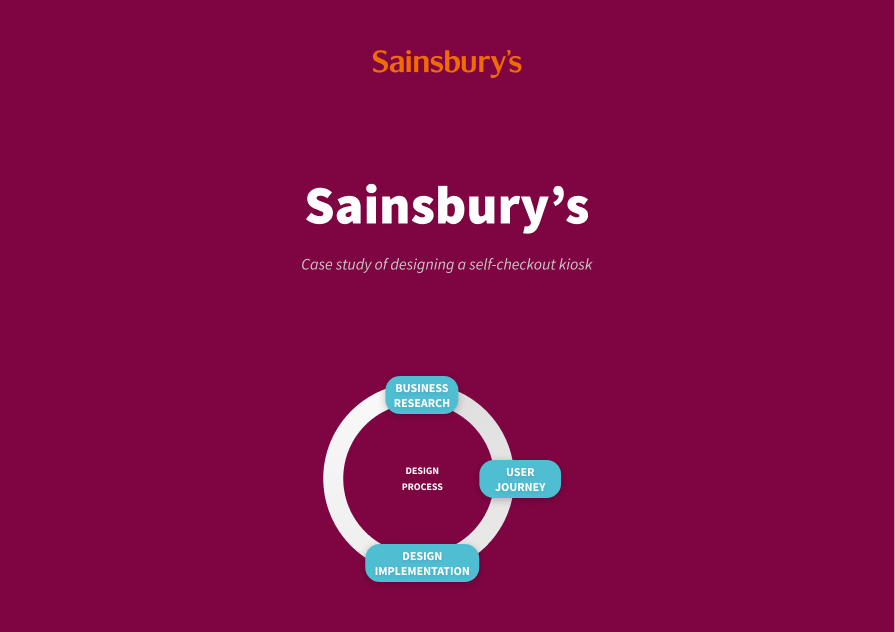 Sainsbury’s
Sainsbury’s
Case study of designing a self-checkout kiosk
BUSINESS
RESEARCH
DESIGN
PROCESS
USER
JOURNEY
DESIGN
IMPLEMENTATION